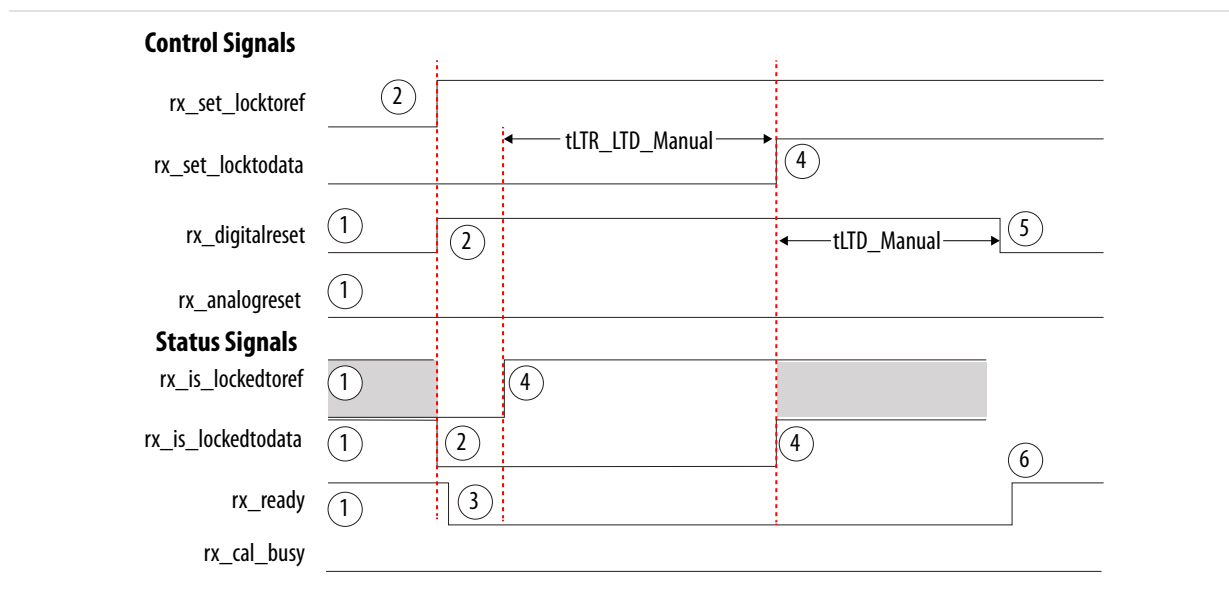 Control Signals
rx_set_locktoref 2
tLTR_LTD_Manual
rx_set_locktodata 4
rx_digitalreset 1 2 tLTD_Manual 5
rx_analogreset 1
Status Signals
rx_is_lockedtoref 1 4
rx_is_lockedtodata 1 2 4
6
rx_ready 1 3
rx_cal_busy